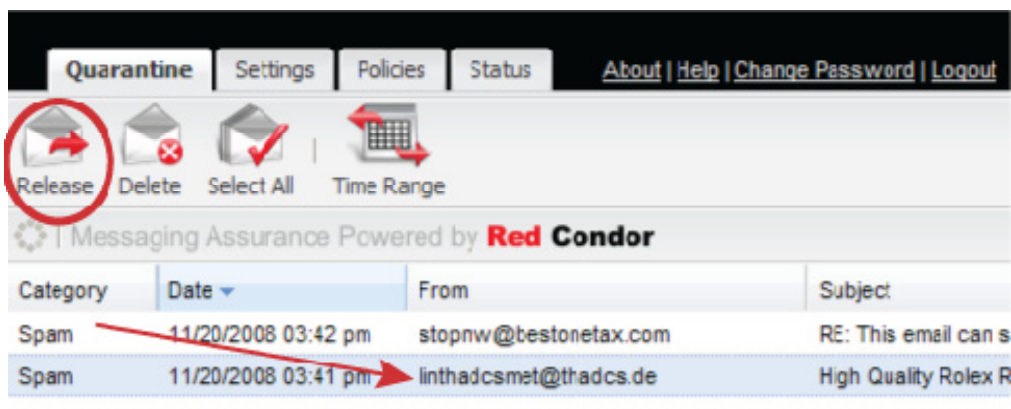 Quarantine Settings Policies Status About | Help | Change Password | Logout
Release Delete Select All Time Range
Messaging Assurance Powered by Red Condor
Category Date From Subject
Spam 11/20/2008 03:42 pm stopnw@bestonetax.com RE: This email can s
Spam 11/20/2008 03:41 pm linthadcsmet@thadcs.de High Quality Rolex R